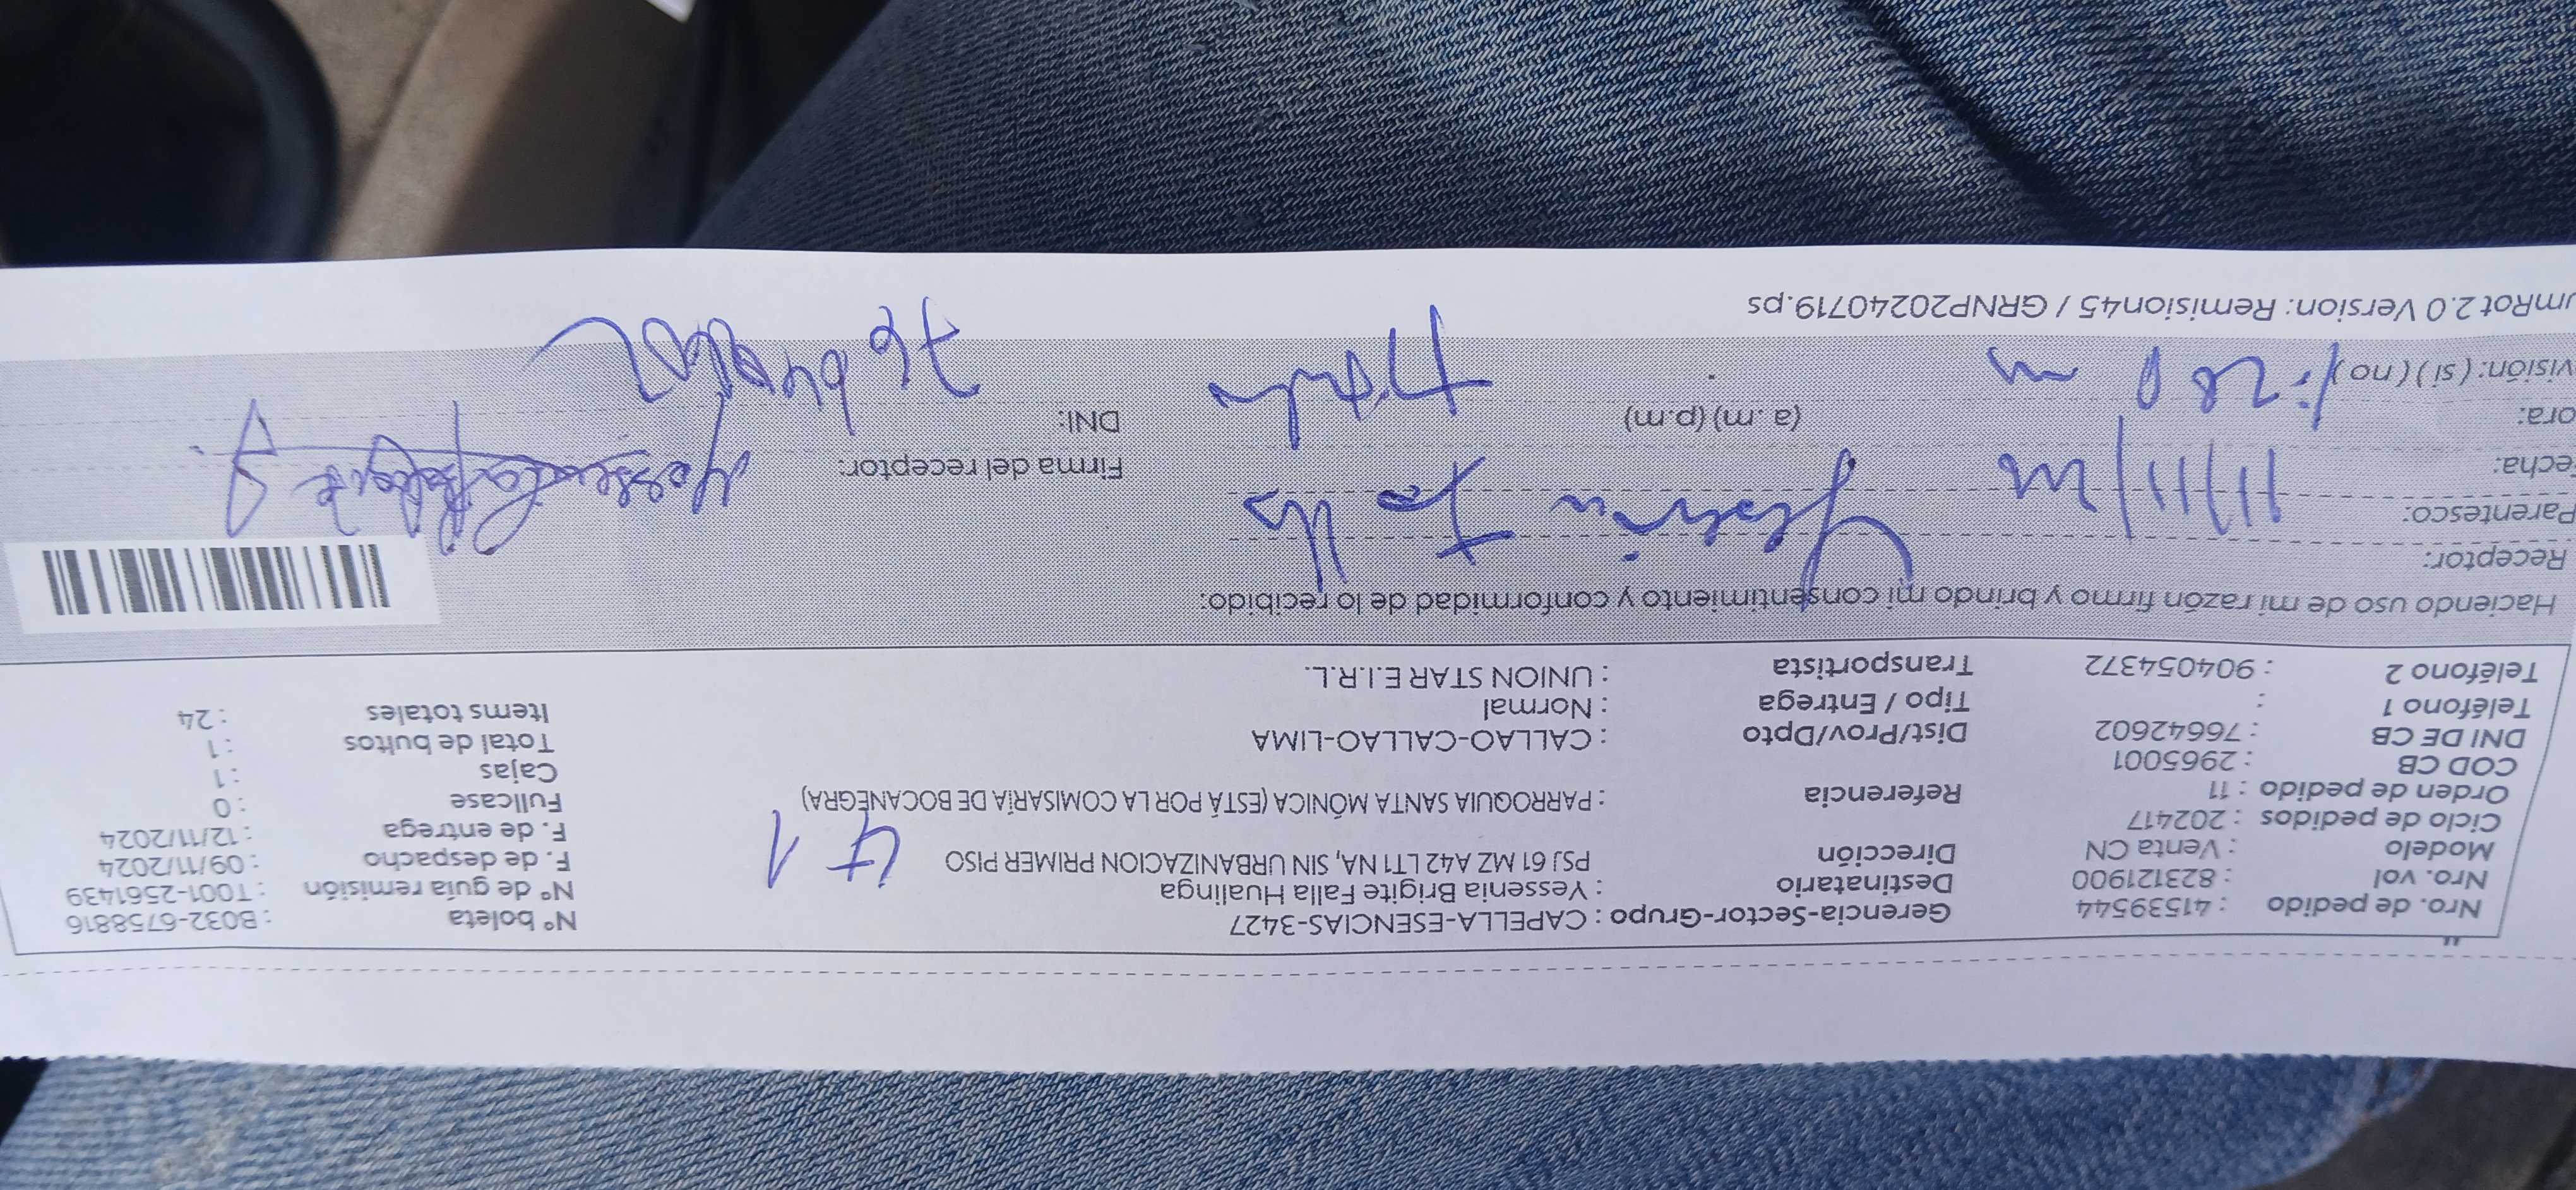 Nro. de pedido : 41539544 Gerencia-Sector-Grupo : CAPELLA-ESENCIAS-3427 N° boleta : B032-6758816
Nro. vol : 823121900 Destinatario : Yessenia Brigite Falla Hualinga N° de guía remisión : T001-2561439
Modelo : Venta CN Dirección PSJ 61 MZ A42 LT1 NA, SIN URBANIZACION PRIMER PISO F. de despacho : 09/11/2024
41
Ciclo de pedidos : 202417 F. de entrega : 12/11/2024
Orden de pedido : 11 Referencia : PARROQUIA SANTA MÓNICA (ESTÁ POR LA COMISARÍA DE BOCANEGRA) Fullcase : 0
COD CB : 2965001 Cajas : 1
DNI DE CB : 76642602 Dist/Prov/Dpto : CALLAO-CALLAO-LIMA Total de bultos : 1
Teléfono 1 : Tipo / Entrega : Normal Items totales : 24
Teléfono 2 : 904054372 Transportista : UNION STAR E.I.R.L.
Haciendo uso de mi razón firmo y brindo mi consentimiento y conformidad de lo recibido:
Receptor:
Parentesco: Falla
echa: 11/11/24 Firma del receptor:
ora: (a. m) (p.m) Titular DNI: 76642602
visión: ( si ) ( no ) 1:28 p m
umRot 2.0 Version: Remision45 / GRNP20240719.ps